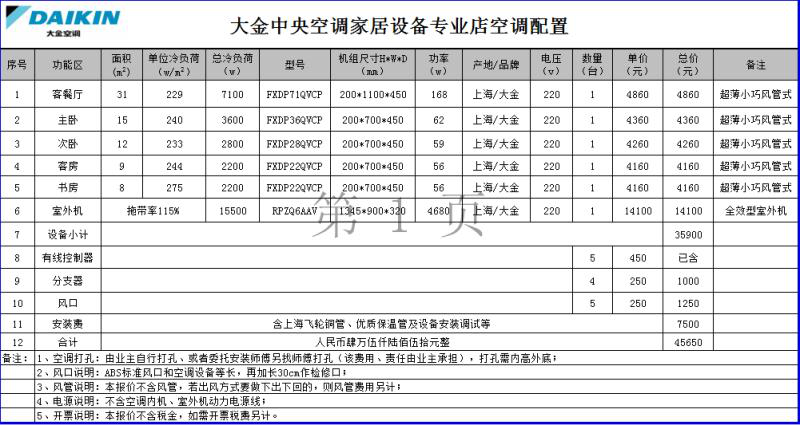 DAIKIN
大金空调
大金中央空调家居设备专业店空调配置
序号 功能区 面积(m²) 单位冷负荷(w/m²) 总冷负荷(w) 型号 机组尺寸H*W*D(mm) 功率(w) 产地/品牌 电压(v) 数量(台) 单价(元) 总价(元) 备注
1 客餐厅 31 229 7100 FXDP71QVCP 200*1100*450 168 上海/大金 220 1 4860 4860 超薄小巧风管式
2 主卧 15 240 3600 FXDP36QVCP 200*700*450 62 上海/大金 220 1 4360 4360 超薄小巧风管式
3 次卧 12 233 2800 FXDP28QVCP 200*700*450 59 上海/大金 220 1 4260 4260 超薄小巧风管式
4 客房 9 244 2200 FXDP22QVCP 200*700*450 56 上海/大金 220 1 4160 4160 超薄小巧风管式
5 书房 8 275 2200 FXDP22QVCP 200*700*450 56 上海/大金 220 1 4160 4160 超薄小巧风管式
6 室外机 拖带率115% 15500 RPZQ6AAV 1345*900*320 4680 上海/大金 220 1 14100 14100 全效型室外机
第 1 页
7 设备小计 35900
8 有线控制器 5 450 已含
9 分支器 4 250 1000
10 风口 5 250 1250
11 安装费 含上海飞轮铜管、优质保温管及设备安装调试等 7500
12 合计 人民币肆万伍仟陆佰伍拾元整 45650
备注: 1、空调打孔:由业主自行打孔、或者委托安装师傅另找师傅打孔(该费用、责任由业主承担),打孔需内高外底;
2、风口说明:ABS标准风口和空调设备等长,再加长30cm作检修口;
3、风管说明:本报价不含风管,若出风方式要做下出下回的,则风管费用另计;
4、电源说明:不含空调内机、室外机动力电源线;
5、开票说明:本报价不含税金,如需开票税费另计。